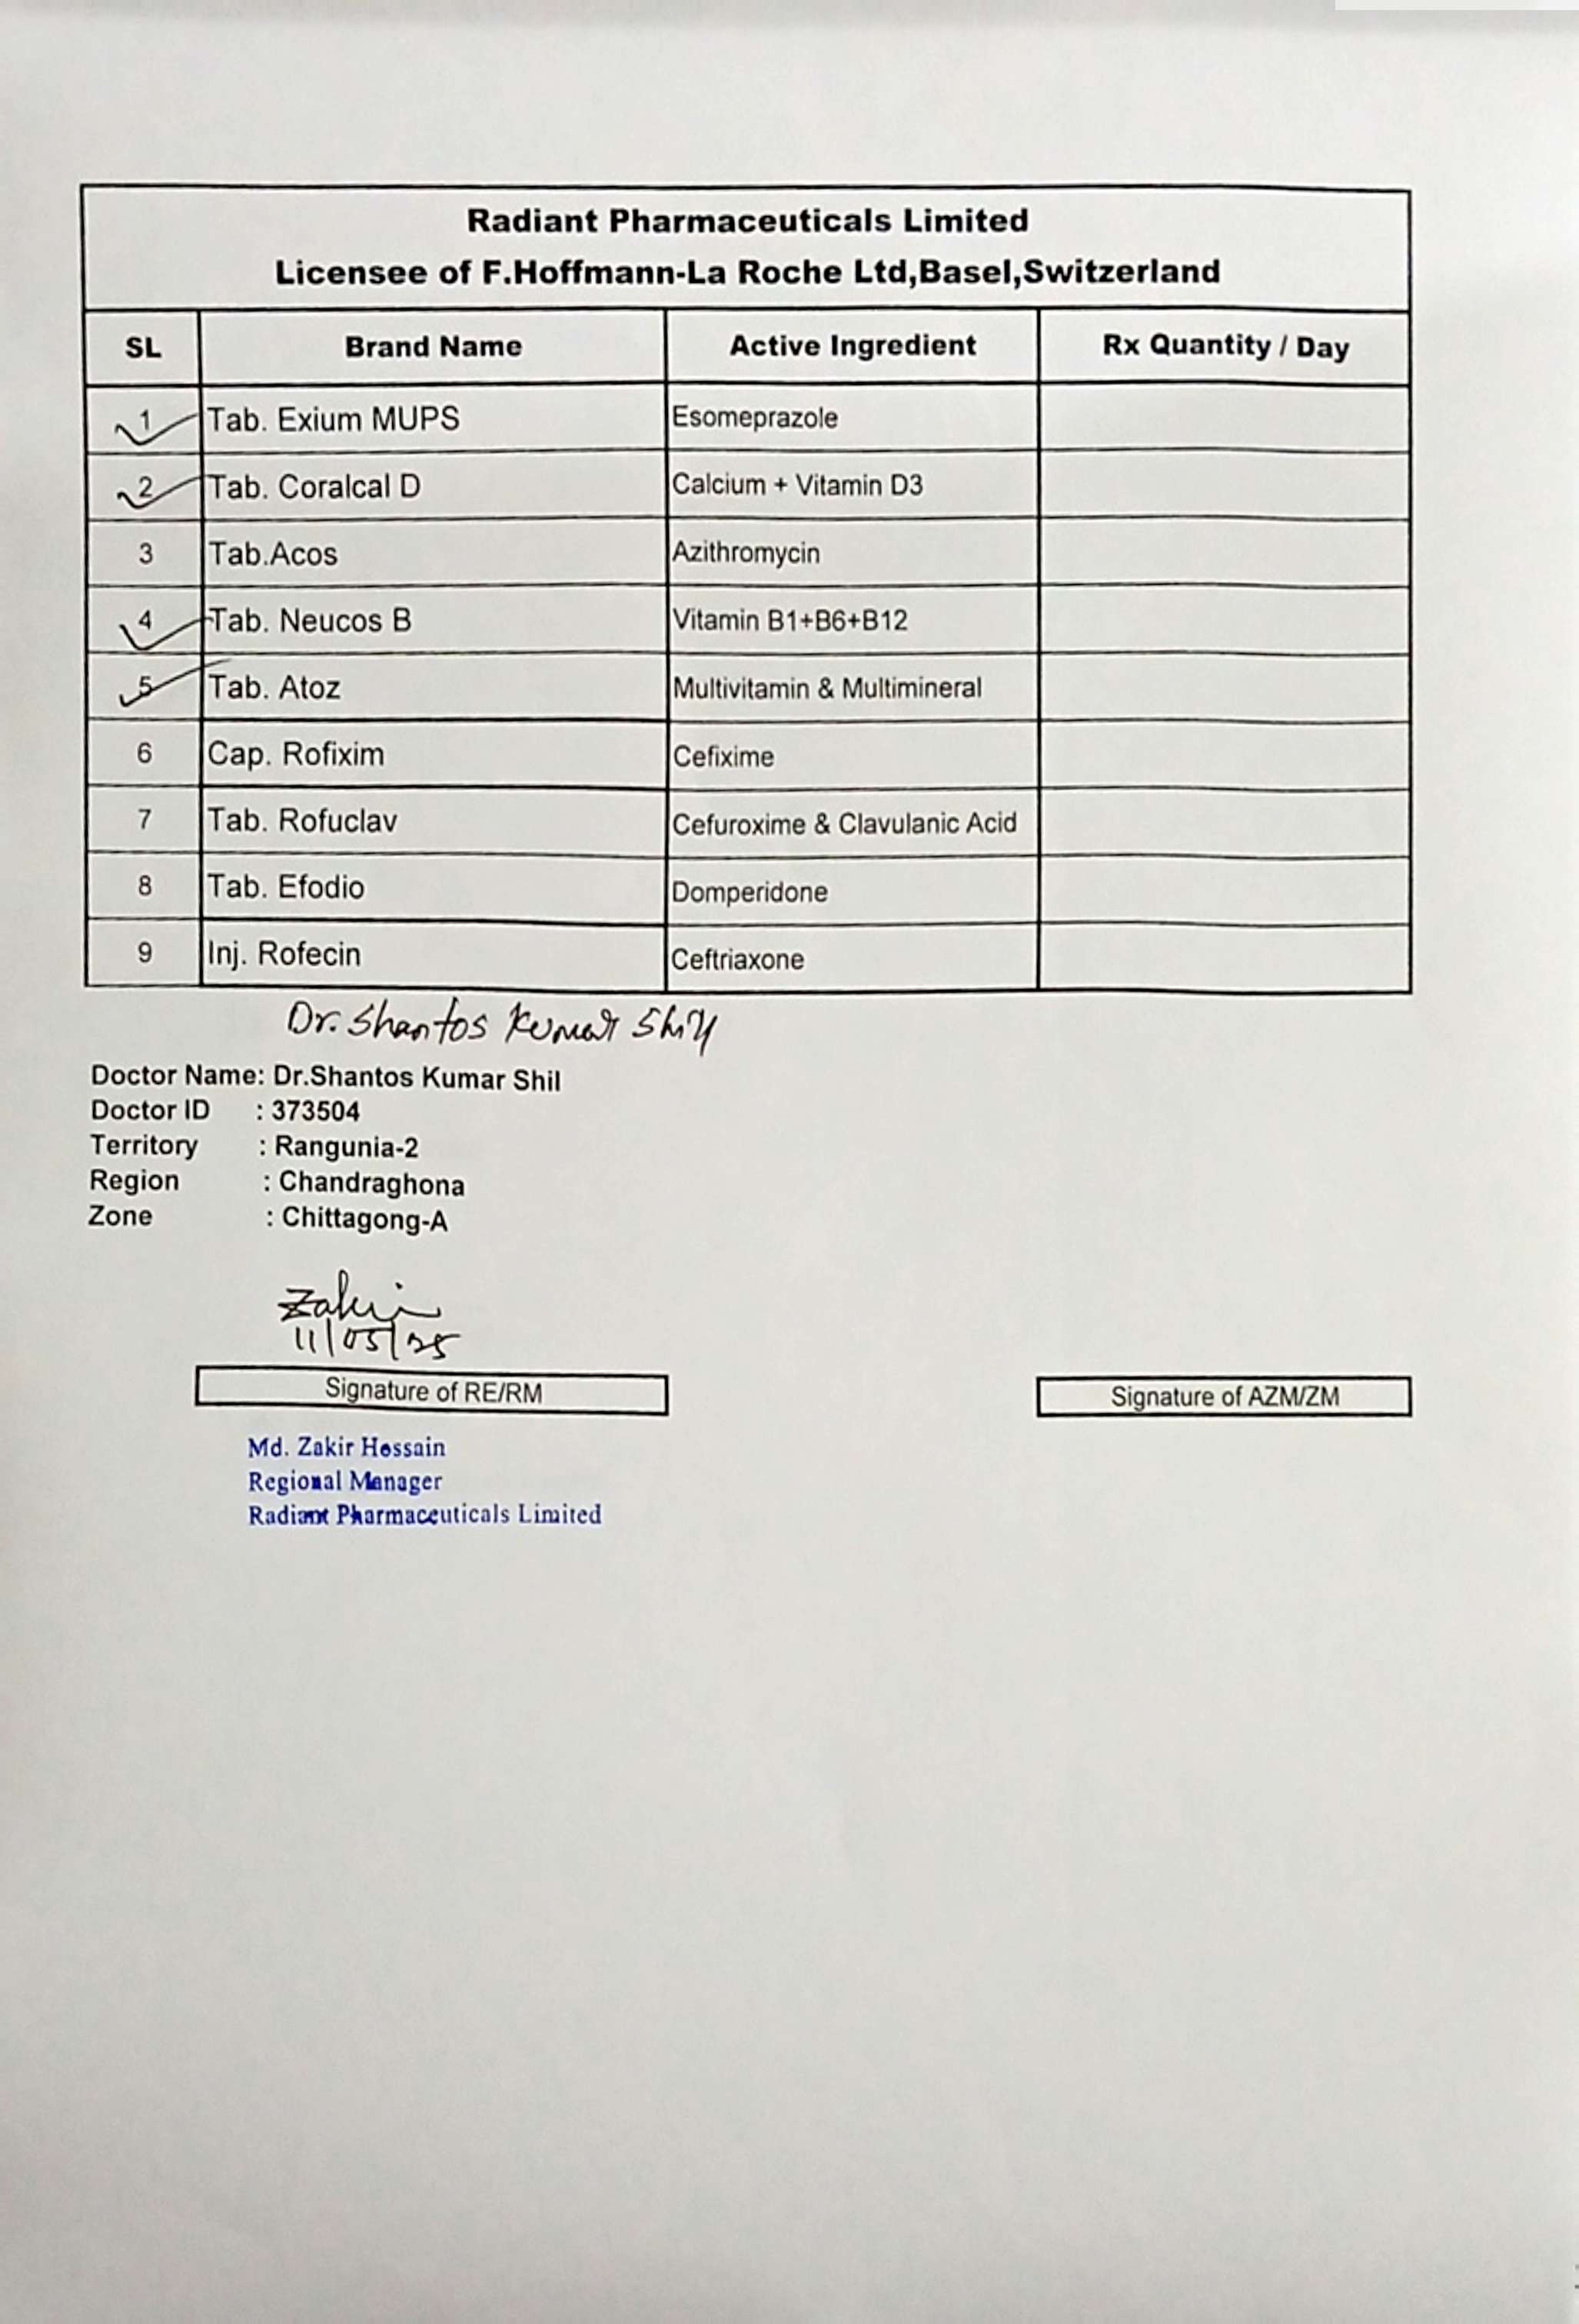 Radiant Pharmaceuticals Limited
Licensee of F.Hoffmann-La Roche Ltd,Basel,Switzerland
SL Brand Name Active Ingredient Rx Quantity / Day
1 Tab. Exium MUPS Esomeprazole
2 Tab. Coralcal D Calcium + Vitamin D3
3 Tab.Acos Azithromycin
4 Tab. Neucos B Vitamin B1+B6+B12
5 Tab. Atoz Multivitamin & Multimineral
6 Cap. Rofixim Cefixime
7 Tab. Rofuclav Cefuroxime & Clavulanic Acid
8 Tab. Efodio Domperidone
9 Inj. Rofecin Ceftriaxone
Dr. Shantos Kumar Shil
Doctor Name: Dr.Shantos Kumar Shil
Doctor ID : 373504
Territory : Rangunia-2
Region : Chandraghona
Zone : Chittagong-A
Zakir
11/05/25
Signature of RE/RM Signature of AZM/ZM
Md. Zakir Hossain
Regional Manager
Radiant Pharmaceuticals Limited